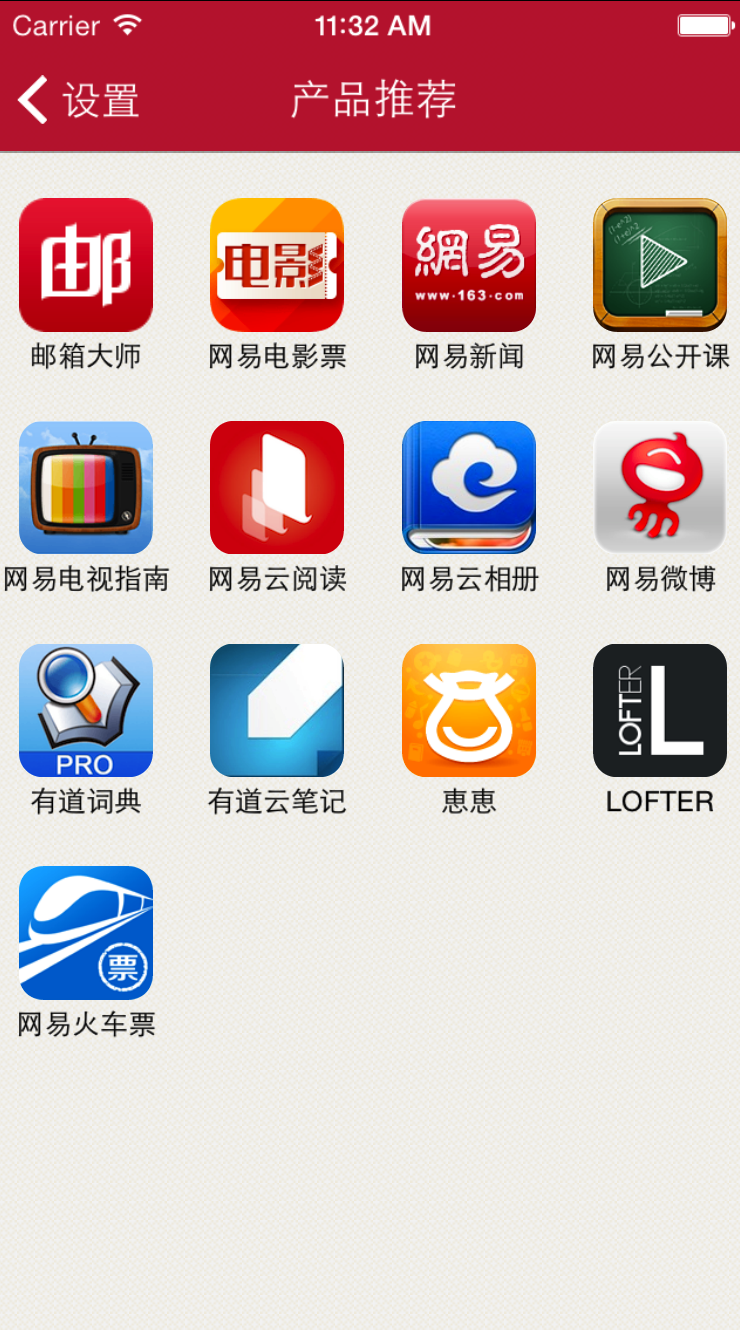 Carrier 11:32 AM
设置 产品推荐
邮
电影
網易
www.163.com
邮箱大师 网易电影票 网易新闻 网易公开课
网易电视指南 网易云阅读 网易云相册 网易微博
PRO
LOFTER
L
有道词典 有道云笔记 惠惠 LOFTER
票
网易火车票